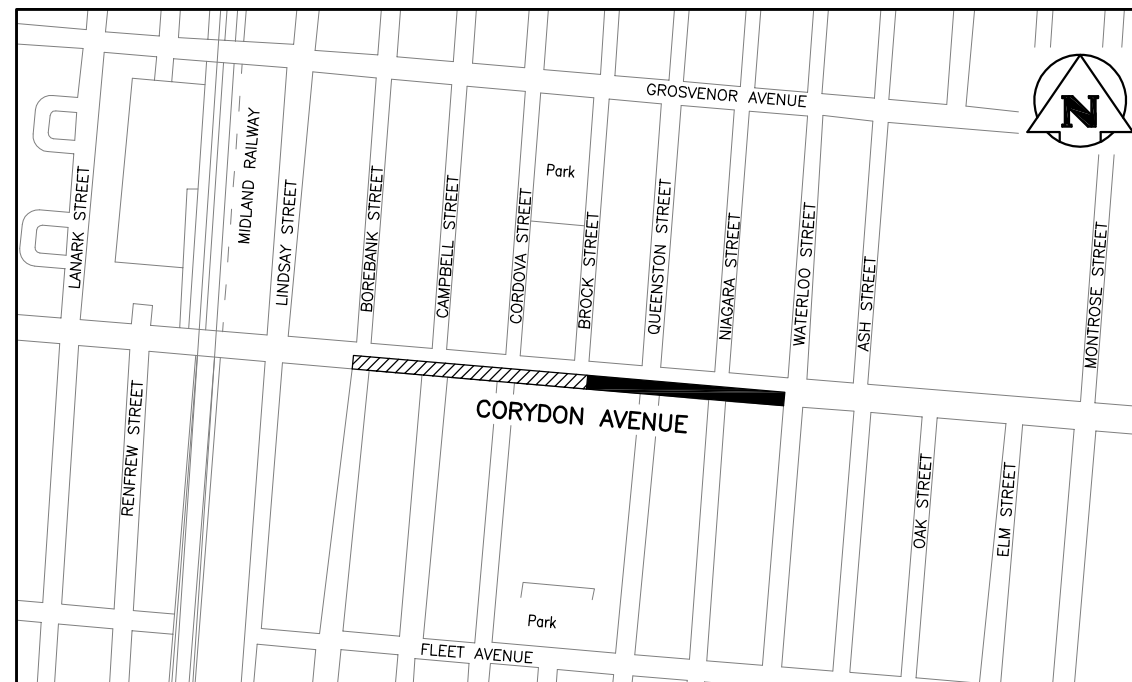 GROSVENOR AVENUE
N
Park
LANARK STREET
MIDLAND RAILWAY
LINDSAY STREET
BOREBANK STREET
CAMPBELL STREET
CORDOVA STREET
BROCK STREET
QUEENSTON STREET
NIAGARA STREET
WATERLOO STREET
ASH STREET
MONTROSE STREET
CORYDON AVENUE
RENFREW STREET
OAK STREET
ELM STREET
Park
FLEET AVENUE